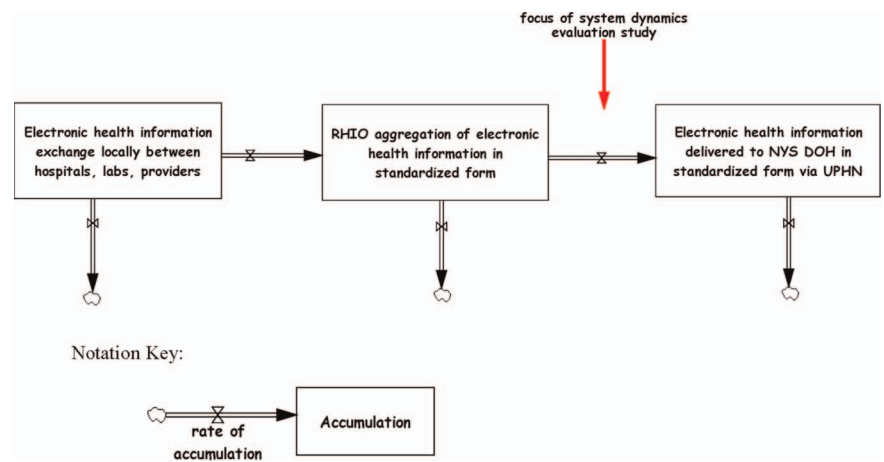 focus of system dynamics
evaluation study
Electronic health information
exchange locally between
hospitals, labs, providers
RHIO aggregation of electronic
health information in
standardized form
Electronic health information
delivered to NYS DOH in
standardized form via UPHN
Notation Key:
rate of
accumulation
Accumulation